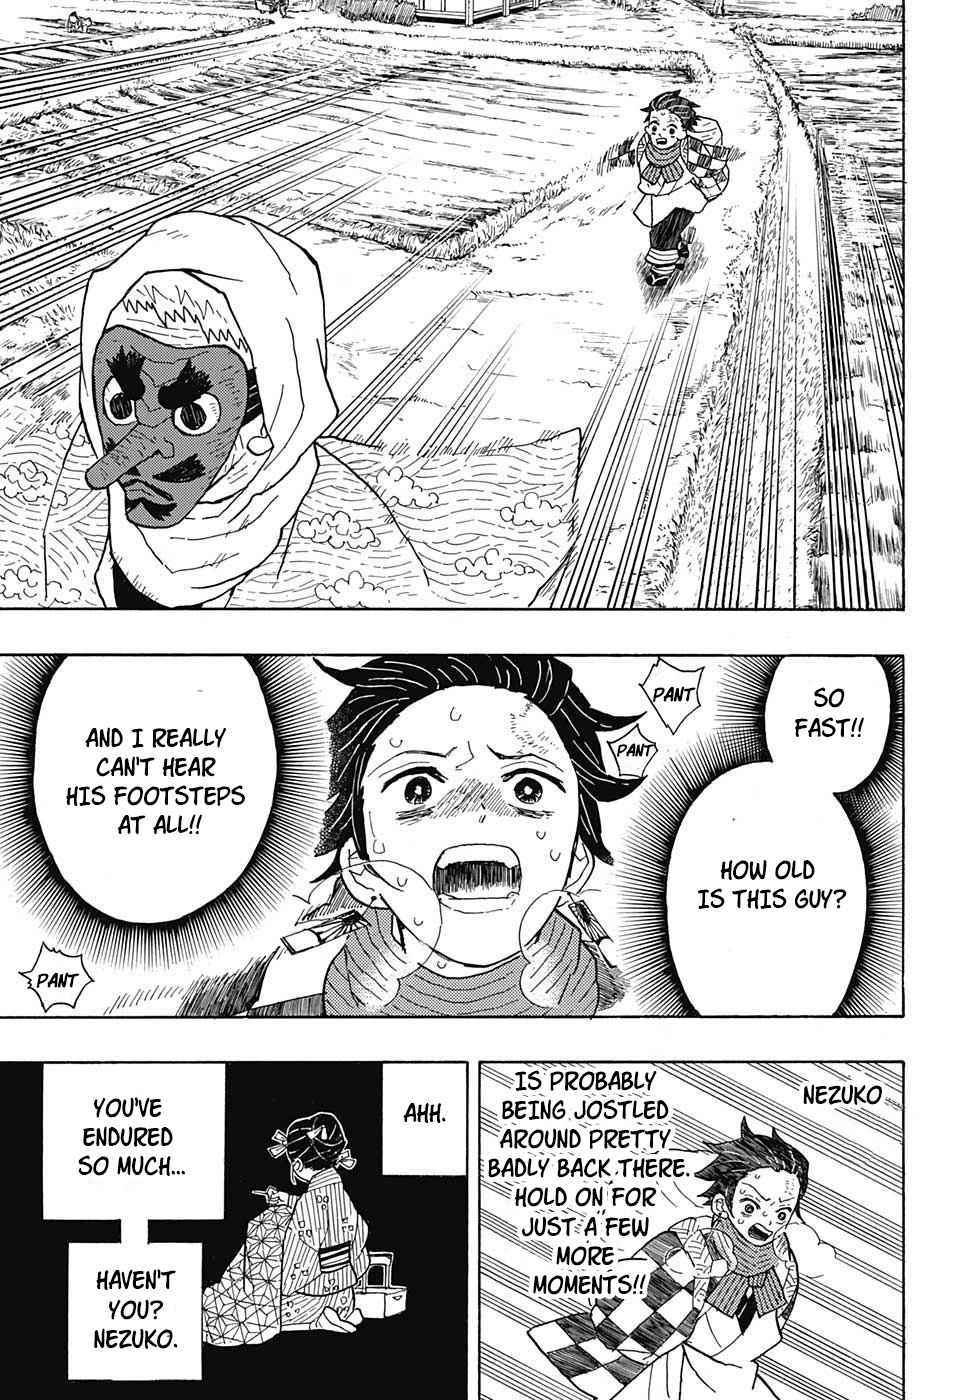 SO
FAST!!
HOW OLD
IS THIS GUY?
PANT
PANT
AND I REALLY
CAN'T HEAR
HIS FOOTSTEPS
AT ALL!!
PANT
NEZUKO
IS PROBABLY
BEING JOSTLED
AROUND PRETTY
BADLY BACK THERE.
HOLD ON FOR
JUST A FEW
MORE
MOMENTS!!
AHH.
YOU'VE
ENDURED
SO MUCH...
HAVEN'T
YOU?
NEZUKO.